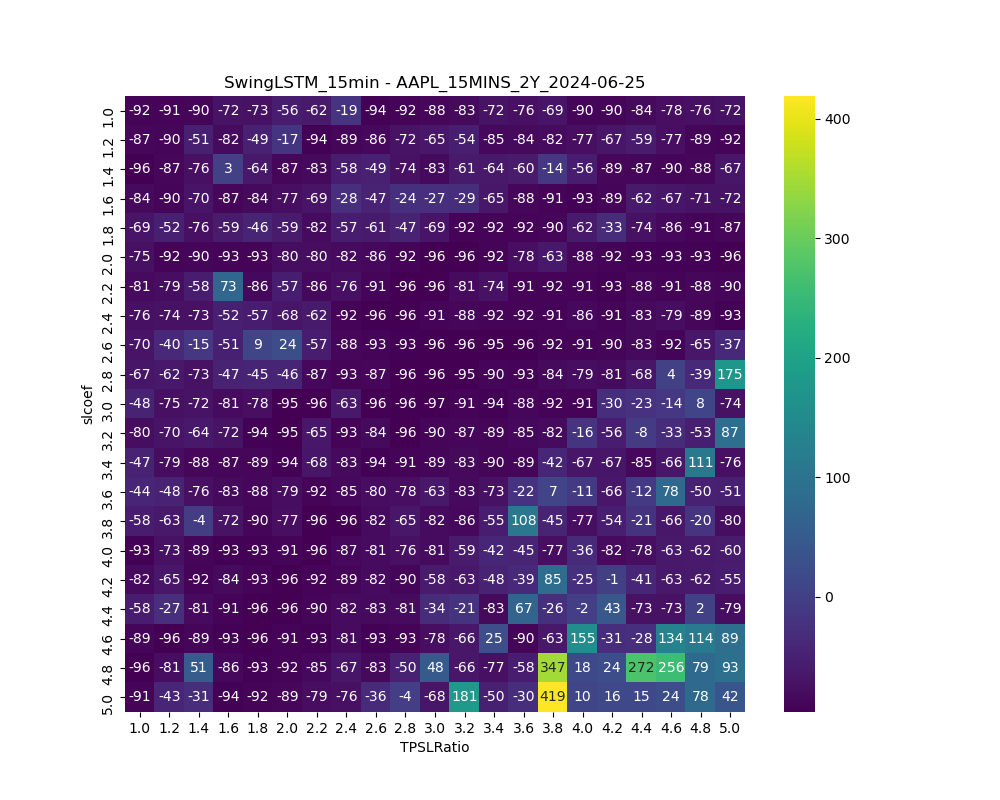 SwingLSTM_15min - AAPL_15MINS_2Y_2024-06-25
1.0 -92 -91 -90 -72 -73 -56 -62 -19 -94 -92 -88 -83 -72 -76 -69 -90 -90 -84 -78 -76 -72
1.2 -87 -90 -51 -82 -49 -17 -94 -89 -86 -72 -65 -54 -85 -84 -82 -77 -67 -59 -77 -89 -92
1.4 -96 -87 -76 3 -64 -87 -83 -58 -49 -74 -83 -61 -64 -60 -14 -56 -89 -87 -90 -88 -67
1.6 -84 -90 -70 -87 -84 -77 -69 -28 -47 -24 -27 -29 -65 -88 -91 -93 -89 -62 -67 -71 -72
1.8 -69 -52 -76 -59 -46 -59 -82 -57 -61 -47 -69 -92 -92 -92 -90 -62 -33 -74 -86 -91 -87
2.0 -75 -92 -90 -93 -93 -80 -80 -82 -86 -92 -96 -96 -92 -78 -63 -88 -92 -93 -93 -93 -96
2.2 -81 -79 -58 73 -86 -57 -86 -76 -91 -96 -96 -81 -74 -91 -92 -91 -93 -88 -91 -88 -90
2.4 -76 -74 -73 -52 -57 -68 -62 -92 -96 -96 -91 -88 -92 -92 -91 -86 -91 -83 -79 -89 -93
2.6 -70 -40 -15 -51 9 24 -57 -88 -93 -93 -96 -96 -95 -96 -92 -91 -90 -83 -92 -65 -37
2.8 -67 -62 -73 -47 -45 -46 -87 -93 -87 -96 -96 -95 -90 -93 -84 -79 -81 -68 4 -39 175
3.0 -48 -75 -72 -81 -78 -95 -96 -63 -96 -96 -97 -91 -94 -88 -92 -91 -30 -23 -14 8 -74
3.2 -80 -70 -64 -72 -94 -95 -65 -93 -84 -96 -90 -87 -89 -85 -82 -16 -56 -8 -33 -53 87
3.4 -47 -79 -88 -87 -89 -94 -68 -83 -94 -91 -89 -83 -90 -89 -42 -67 -67 -85 -66 111 -76
3.6 -44 -48 -76 -83 -88 -79 -92 -85 -80 -78 -63 -83 -73 -22 7 -11 -66 -12 78 -50 -51
3.8 -58 -63 -4 -72 -90 -77 -96 -96 -82 -65 -82 -86 -55 108 -45 -77 -54 -21 -66 -20 -80
4.0 -93 -73 -89 -93 -93 -91 -96 -87 -81 -76 -81 -59 -42 -45 -77 -36 -82 -78 -63 -62 -60
4.2 -82 -65 -92 -84 -93 -96 -92 -89 -82 -90 -58 -63 -48 -39 85 -25 -1 -41 -63 -62 -55
4.4 -58 -27 -81 -91 -96 -96 -90 -82 -83 -81 -34 -21 -83 67 -26 -2 43 -73 -73 2 -79
4.6 -89 -96 -89 -93 -96 -91 -93 -81 -93 -93 -78 -66 25 -90 -63 155 -31 -28 134 114 89
4.8 -96 -81 51 -86 -93 -92 -85 -67 -83 -50 48 -66 -77 -58 347 18 24 272 256 79 93
5.0 -91 -43 -31 -94 -92 -89 -79 -76 -36 -4 -68 181 -50 -30 419 10 16 15 24 78 42
1.0 1.2 1.4 1.6 1.8 2.0 2.2 2.4 2.6 2.8 3.0 3.2 3.4 3.6 3.8 4.0 4.2 4.4 4.6 4.8 5.0
TPSLRatio
slcoef
400
300
200
100
0